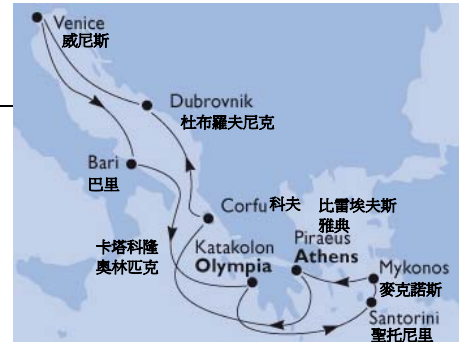 Venice
威尼斯
Dubrovnik
杜布羅夫尼克
Bari
巴里
Corfu 科夫
比雷埃夫斯
雅典
卡塔科隆
奧林匹克
Katakolon
Olympia
Piraeus
Athens
Mykonos
麥克諾斯
Santorini
聖托尼里